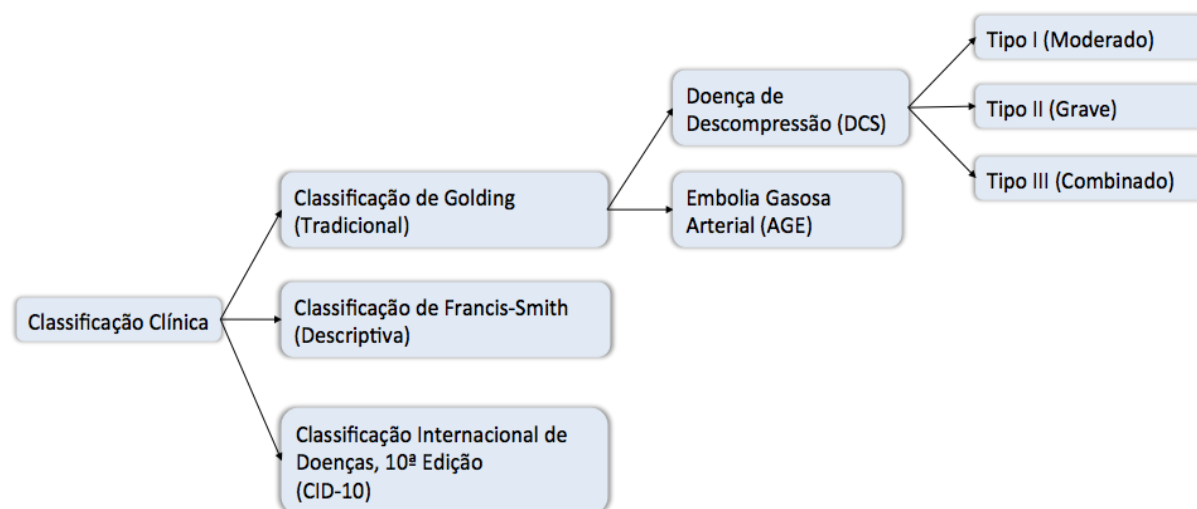 Classificação Clínica
Classificação de Golding
(Tradicional)
Classificação de Francis-Smith
(Descriptiva)
Classificação Internacional de
Doenças, 10ª Edição
(CID-10)
Doença de
Descompressão (DCS)
Embolia Gasosa
Arterial (AGE)
Tipo I (Moderado)
Tipo II (Grave)
Tipo III (Combinado)